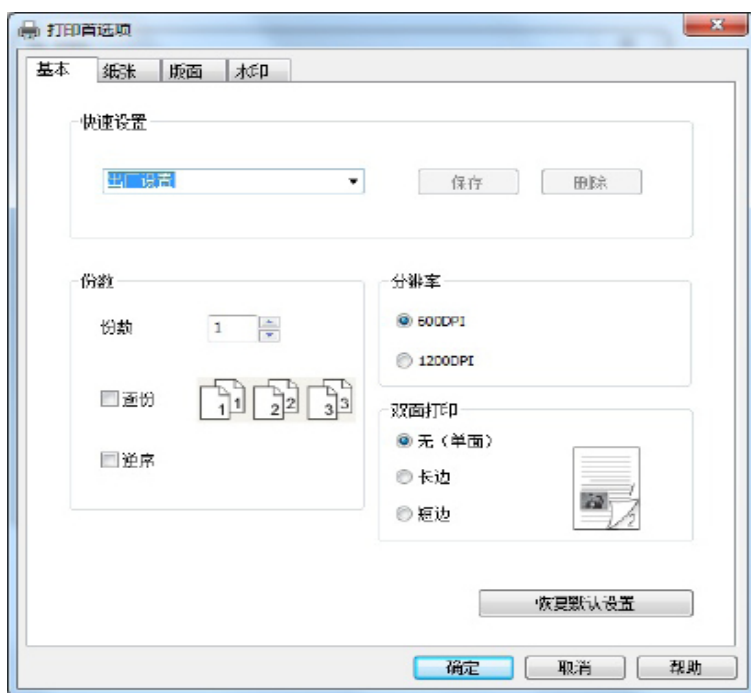 打印首选项
基本 纸张 版面 水印
快速设置
出厂设置
保存 删除
份数
份数 1
逐份
1 1 2 2 3 3
逆序
分辨率
600DPI
1200DPI
双面打印
无（单面）
长边
短边
恢复默认设置
确定 取消 帮助